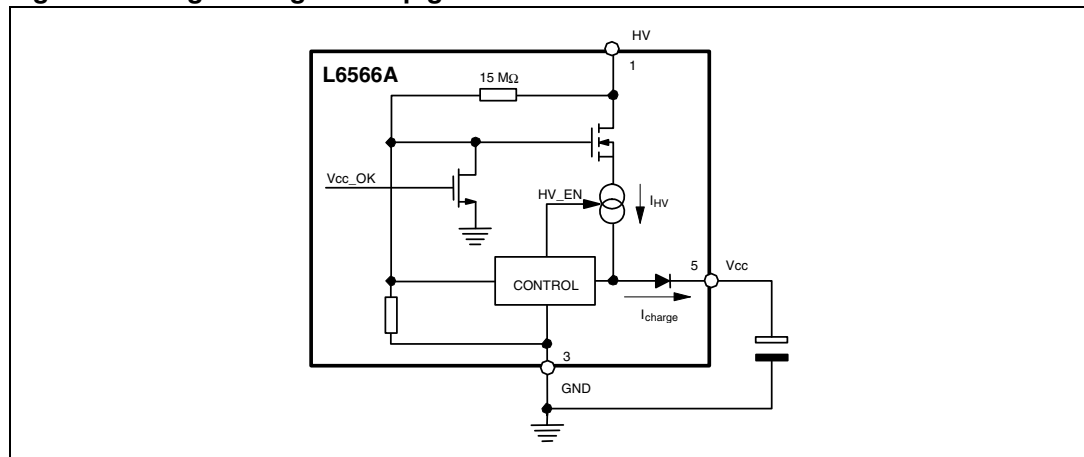 HV
1
L6566A
15 MΩ
Vcc_OK
HV_EN
IHV
5
Vcc
CONTROL
Icharge
3
GND